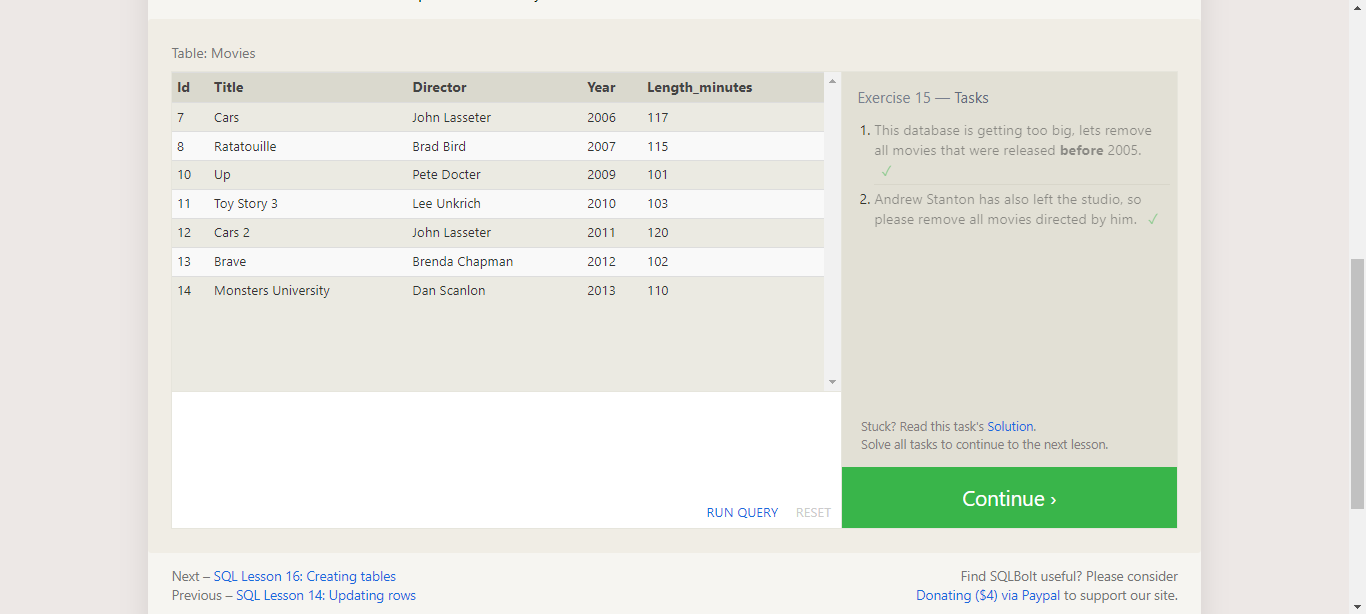 Table: Movies
Id Title Director Year Length_minutes
7 Cars John Lasseter 2006 117
8 Ratatouille Brad Bird 2007 115
10 Up Pete Docter 2009 101
11 Toy Story 3 Lee Unkrich 2010 103
12 Cars 2 John Lasseter 2011 120
13 Brave Brenda Chapman 2012 102
14 Monsters University Dan Scanlon 2013 110
RUN QUERY RESET
Exercise 15 — Tasks
1. This database is getting too big, lets remove
all movies that were released before 2005.
✓
2. Andrew Stanton has also left the studio, so
please remove all movies directed by him. ✓
Stuck? Read this task's Solution.
Solve all tasks to continue to the next lesson.
Continue ›
Next – SQL Lesson 16: Creating tables
Previous – SQL Lesson 14: Updating rows
Find SQLBolt useful? Please consider
Donating ($4) via Paypal to support our site.